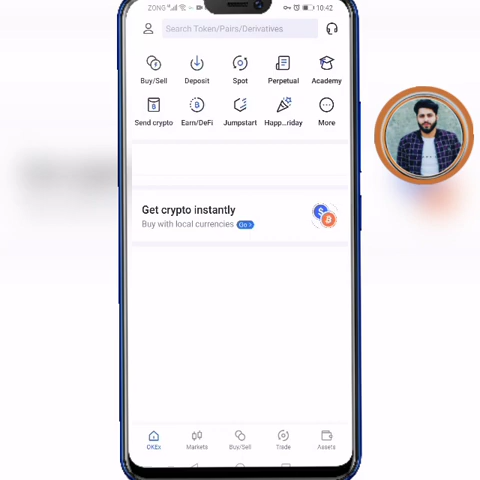 ZONG 10:42
Search Token/Pairs/Derivatives
Buy/Sell Deposit Spot Perpetual Academy
Send crypto Earn/DeFi Jumpstart Happ...riday More
Get crypto instantly
Buy with local currencies Go >
OKEx Markets Buy/Sell Trade Assets